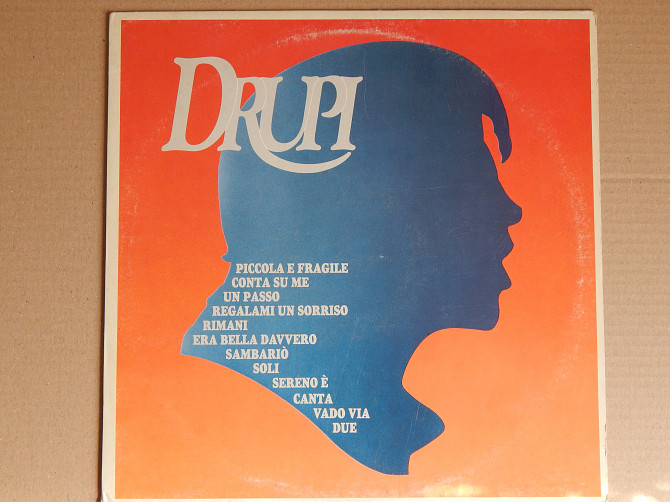 DRUPI
PICCOLA E FRAGILE
CONTA SU ME
UN PASSO
REGALAMI UN SORRISO
RIMANI
ERA BELLA DAVVERO
SAMBARIÒ
SOLI
SERENO È
CANTA
VADO VIA
DUE